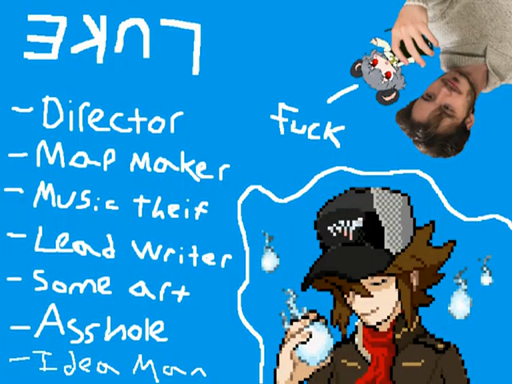 LUKE
- Director
- Map Maker
- Music theif
- Lead writer
- Some art
- Asshole
- Idea Man
Fuck